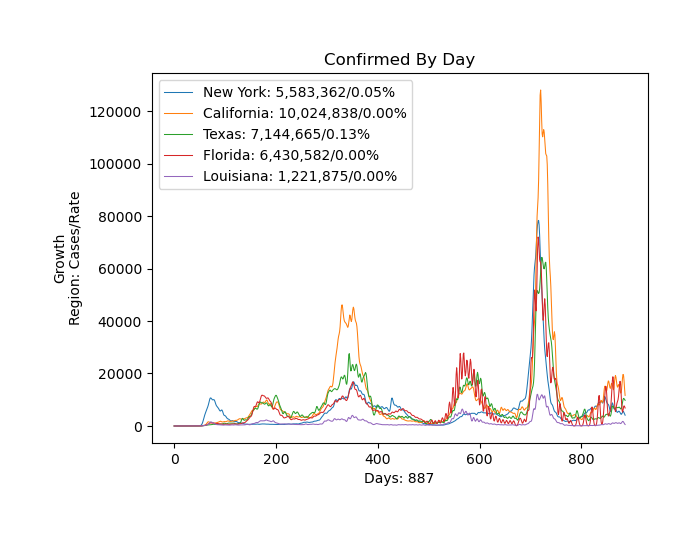 Confirmed By Day
New York: 5,583,362/0.05%
California: 10,024,838/0.00%
Texas: 7,144,665/0.13%
Florida: 6,430,582/0.00%
Louisiana: 1,221,875/0.00%
Growth
Region: Cases/Rate
120000
100000
80000
60000
40000
20000
0
0 200 400 600 800
Days: 887